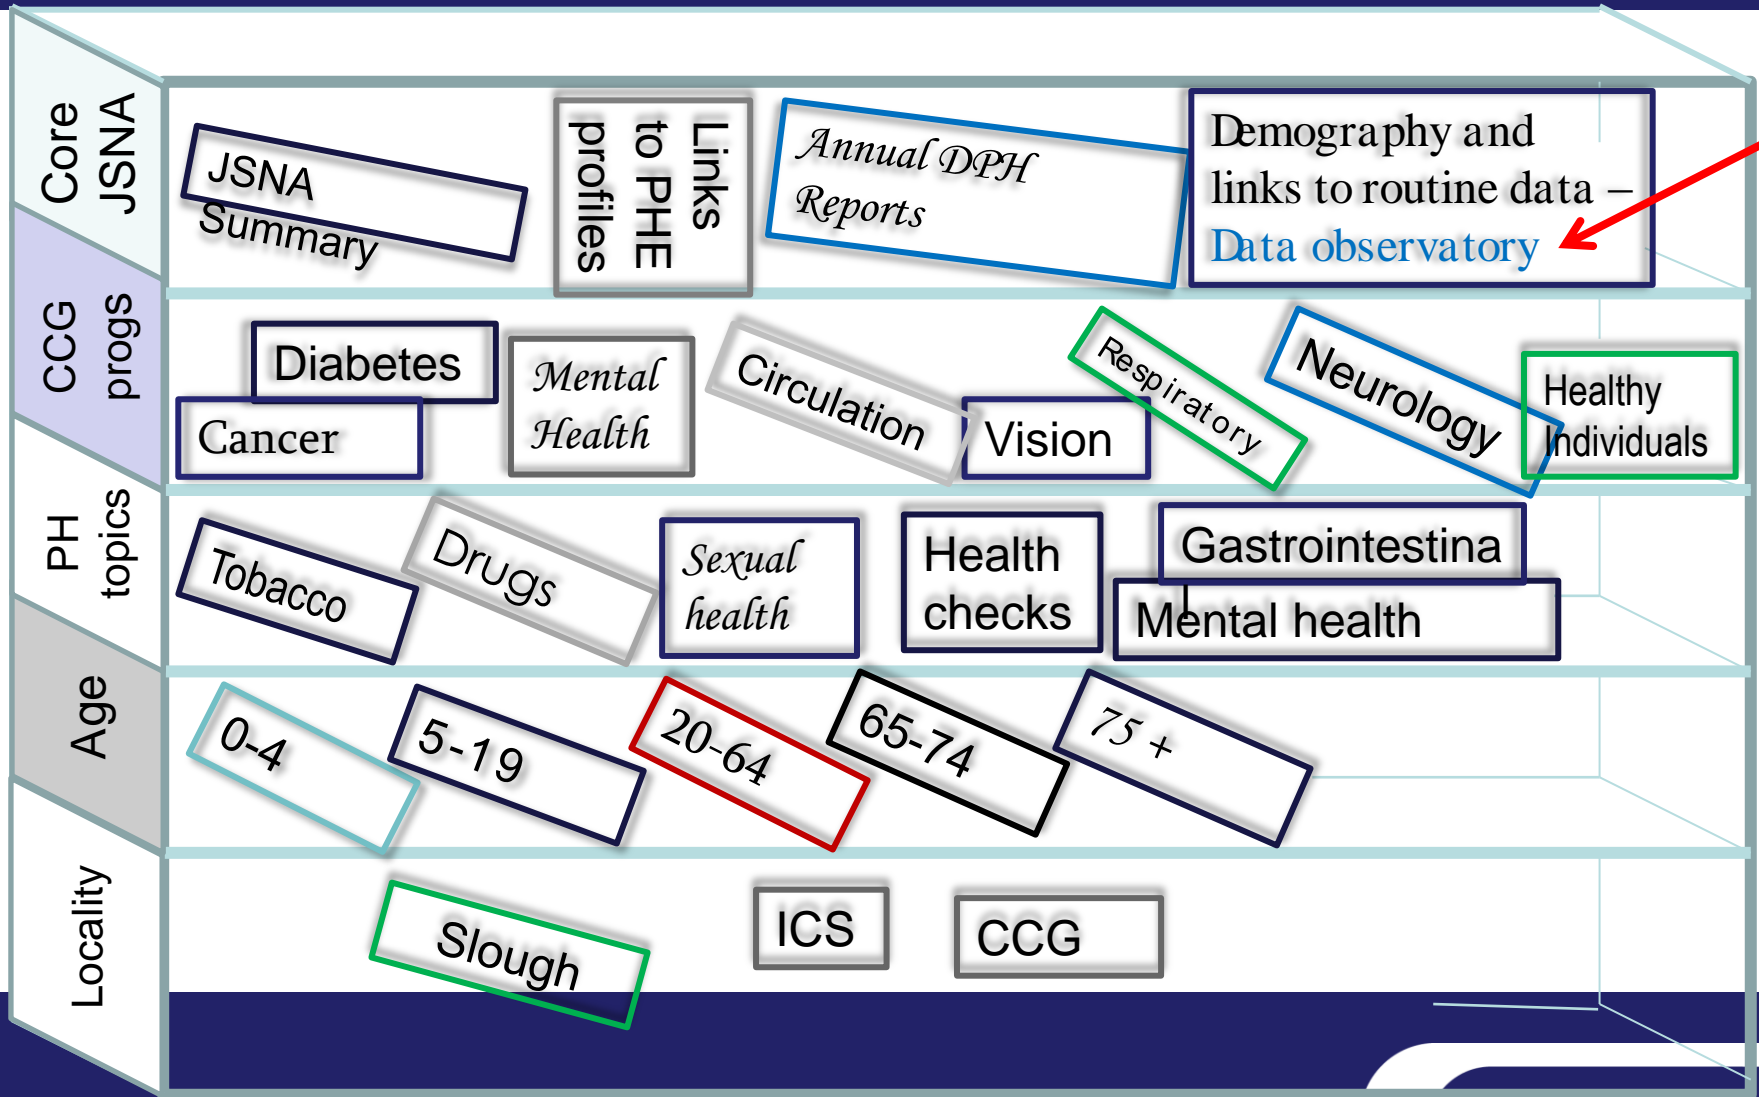 Core
JSNA
JSNA
Summary
Links
to PHE
profiles
Annual DPH
Reports
Demography and
links to routine data –
Data observatory
CCG
progs
Diabetes
Cancer
Mental
Health
Circulation
Vision
Respiratory
Neurology
Healthy
Individuals
PH
topics
Tobacco
Drugs
Sexual
health
Health
checks
Gastrointestina
l
Mental health
Age
0-4
5-19
20-64
65-74
75 +
Locality
Slough
ICS
CCG